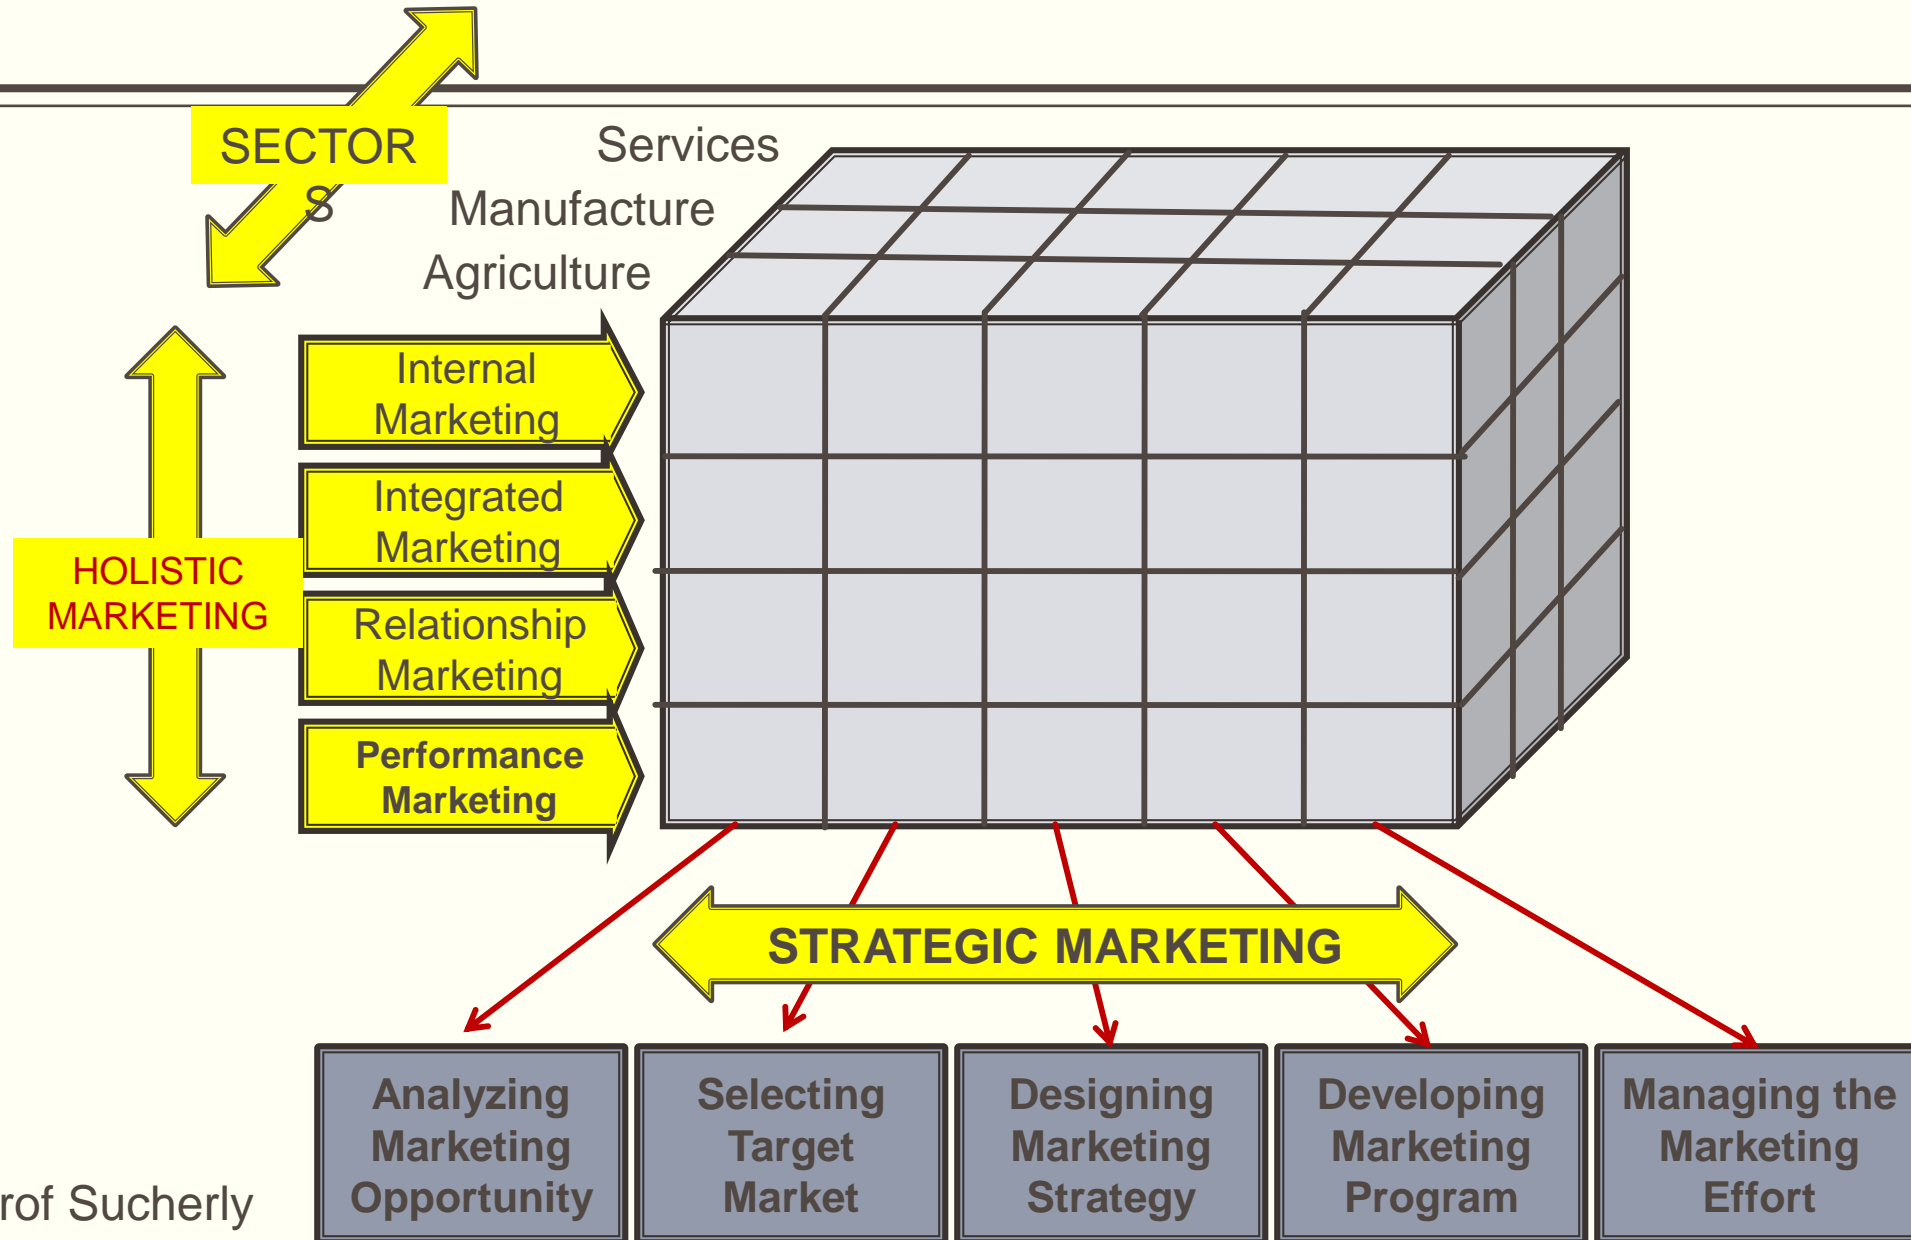 SECTOR
S
Services
Manufacture
Agriculture
Internal
Marketing
Integrated
Marketing
HOLISTIC
MARKETING
Relationship
Marketing
Performance
Marketing
STRATEGIC MARKETING
Analyzing
Marketing
Opportunity
Selecting
Target
Market
Designing
Marketing
Strategy
Developing
Marketing
Program
Managing the
Marketing
Effort
rof Sucherly